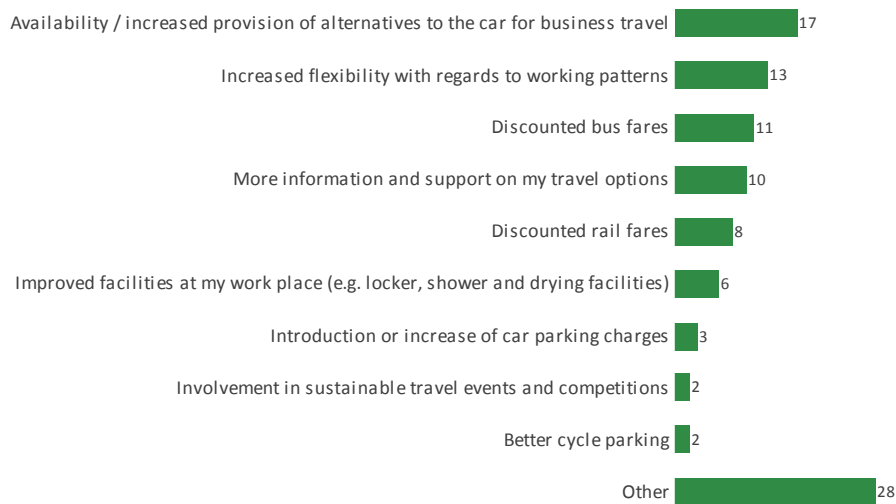 Availability / increased provision of alternatives to the car for business travel 17
Increased flexibility with regards to working patterns 13
Discounted bus fares 11
More information and support on my travel options 10
Discounted rail fares 8
Improved facilities at my work place (e.g. locker, shower and drying facilities) 6
Introduction or increase of car parking charges 3
Involvement in sustainable travel events and competitions 2
Better cycle parking 2
Other 28